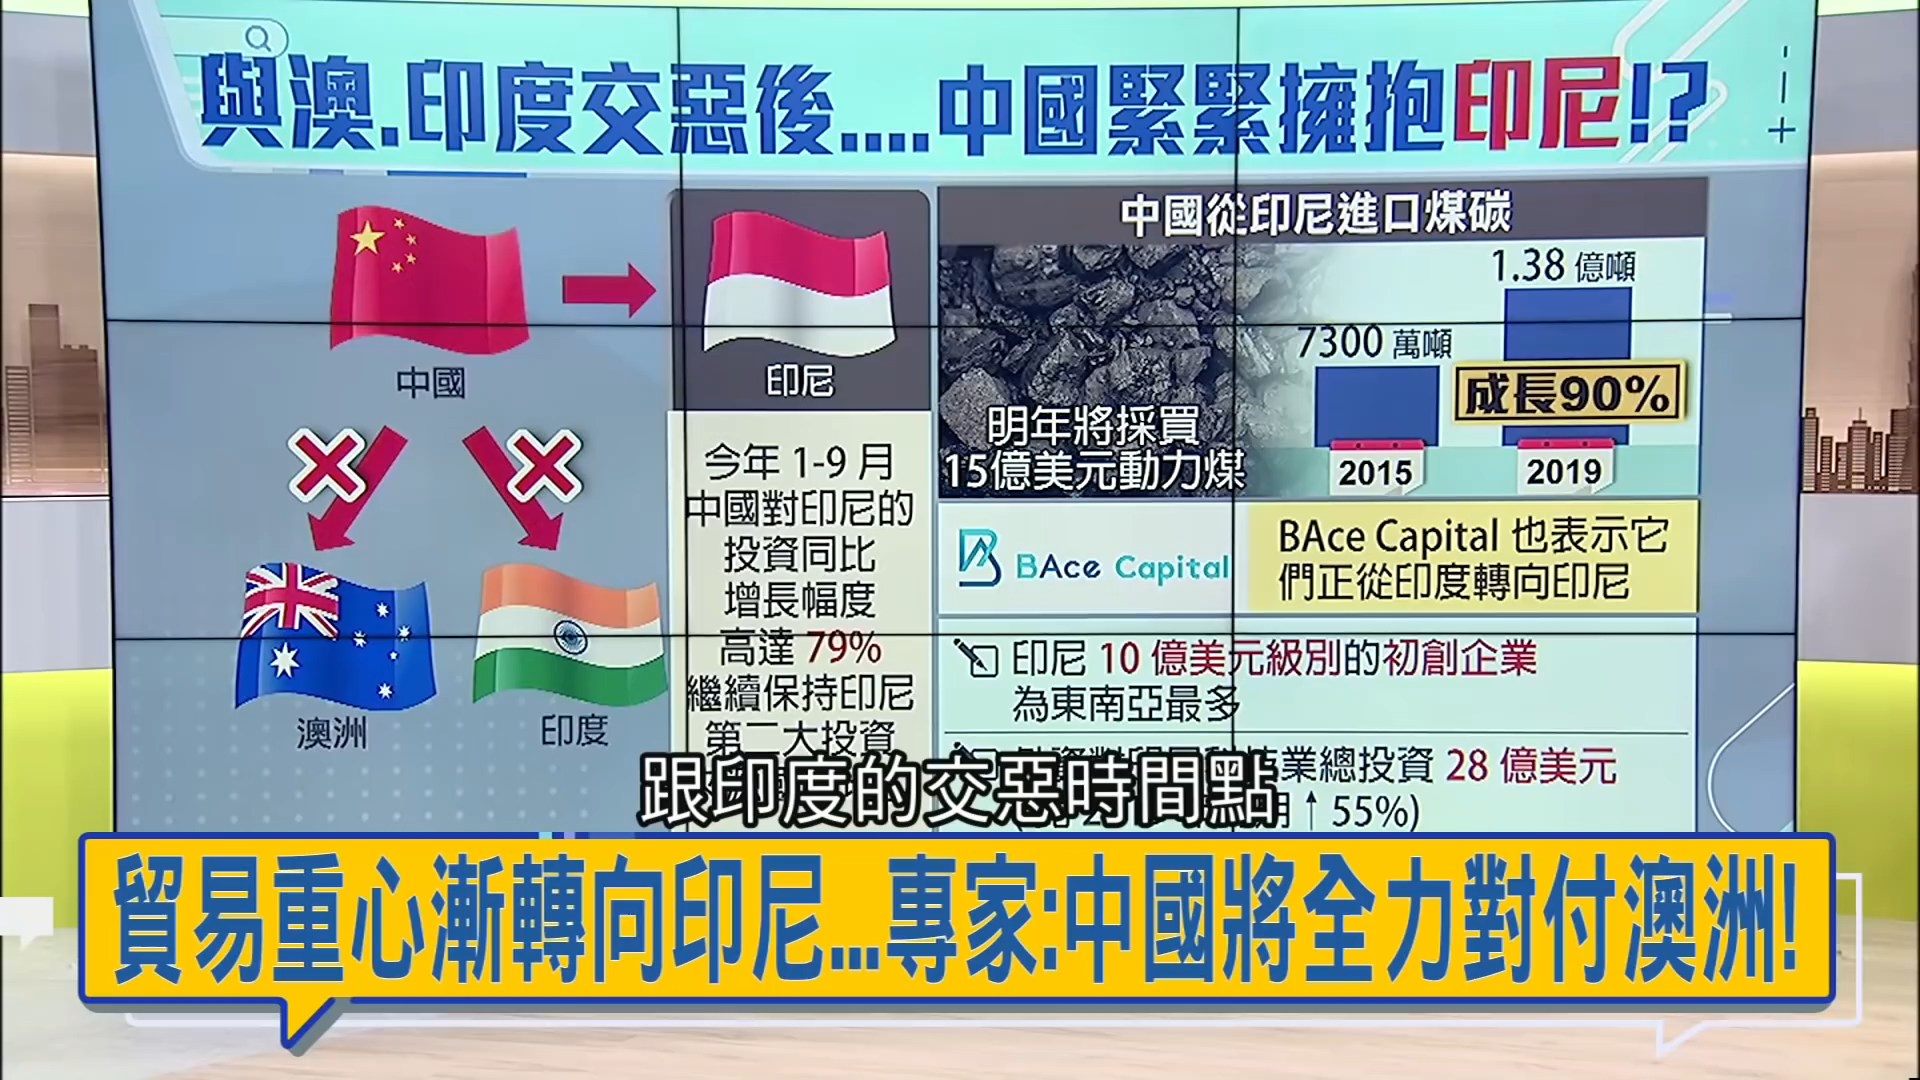 與澳.印度交惡後....中國緊緊擁抱印尼!?
中國
印尼
澳洲
印度
今年 1-9 月
中國對印尼的
投資同比
增長幅度
高達 79%
繼續保持印尼
第二大投資
中國從印尼進口煤碳
明年將採買
15億美元動力煤
7300 萬噸
1.38 億噸
成長90%
2015
2019
BAce Capital
BAce Capital 也表示它
們正從印度轉向印尼
印尼 10 億美元級別的初創企業
為東南亞最多
業總投資 28 億美元
期↑ 55%)
跟印度的交惡時間點
貿易重心漸轉向印尼...專家:中國將全力對付澳洲!